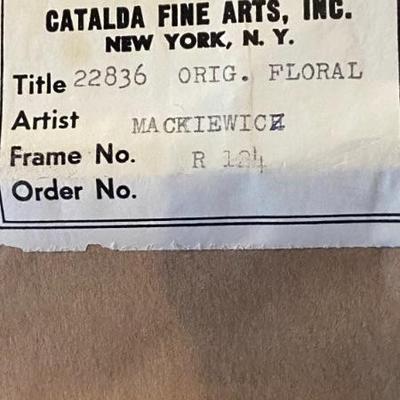 CATALDA FINE ARTS, INC.
NEW YORK, N. Y.
Title 22836 ORIG. FLORAL
Artist MACKIEWICZ
Frame No. R 124
Order No.